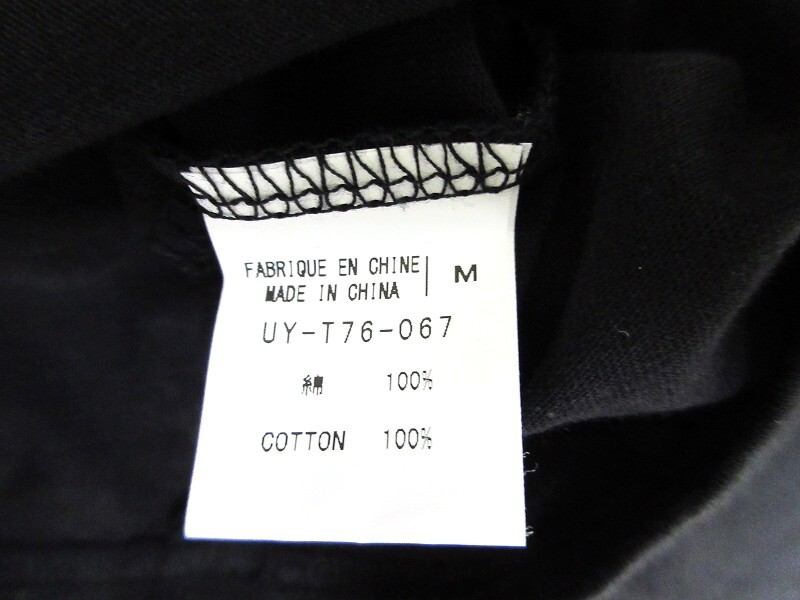 FABRIQUE EN CHINE
MADE IN CHINA
M
UY-T76-067
綿 100%
COTTON 100%